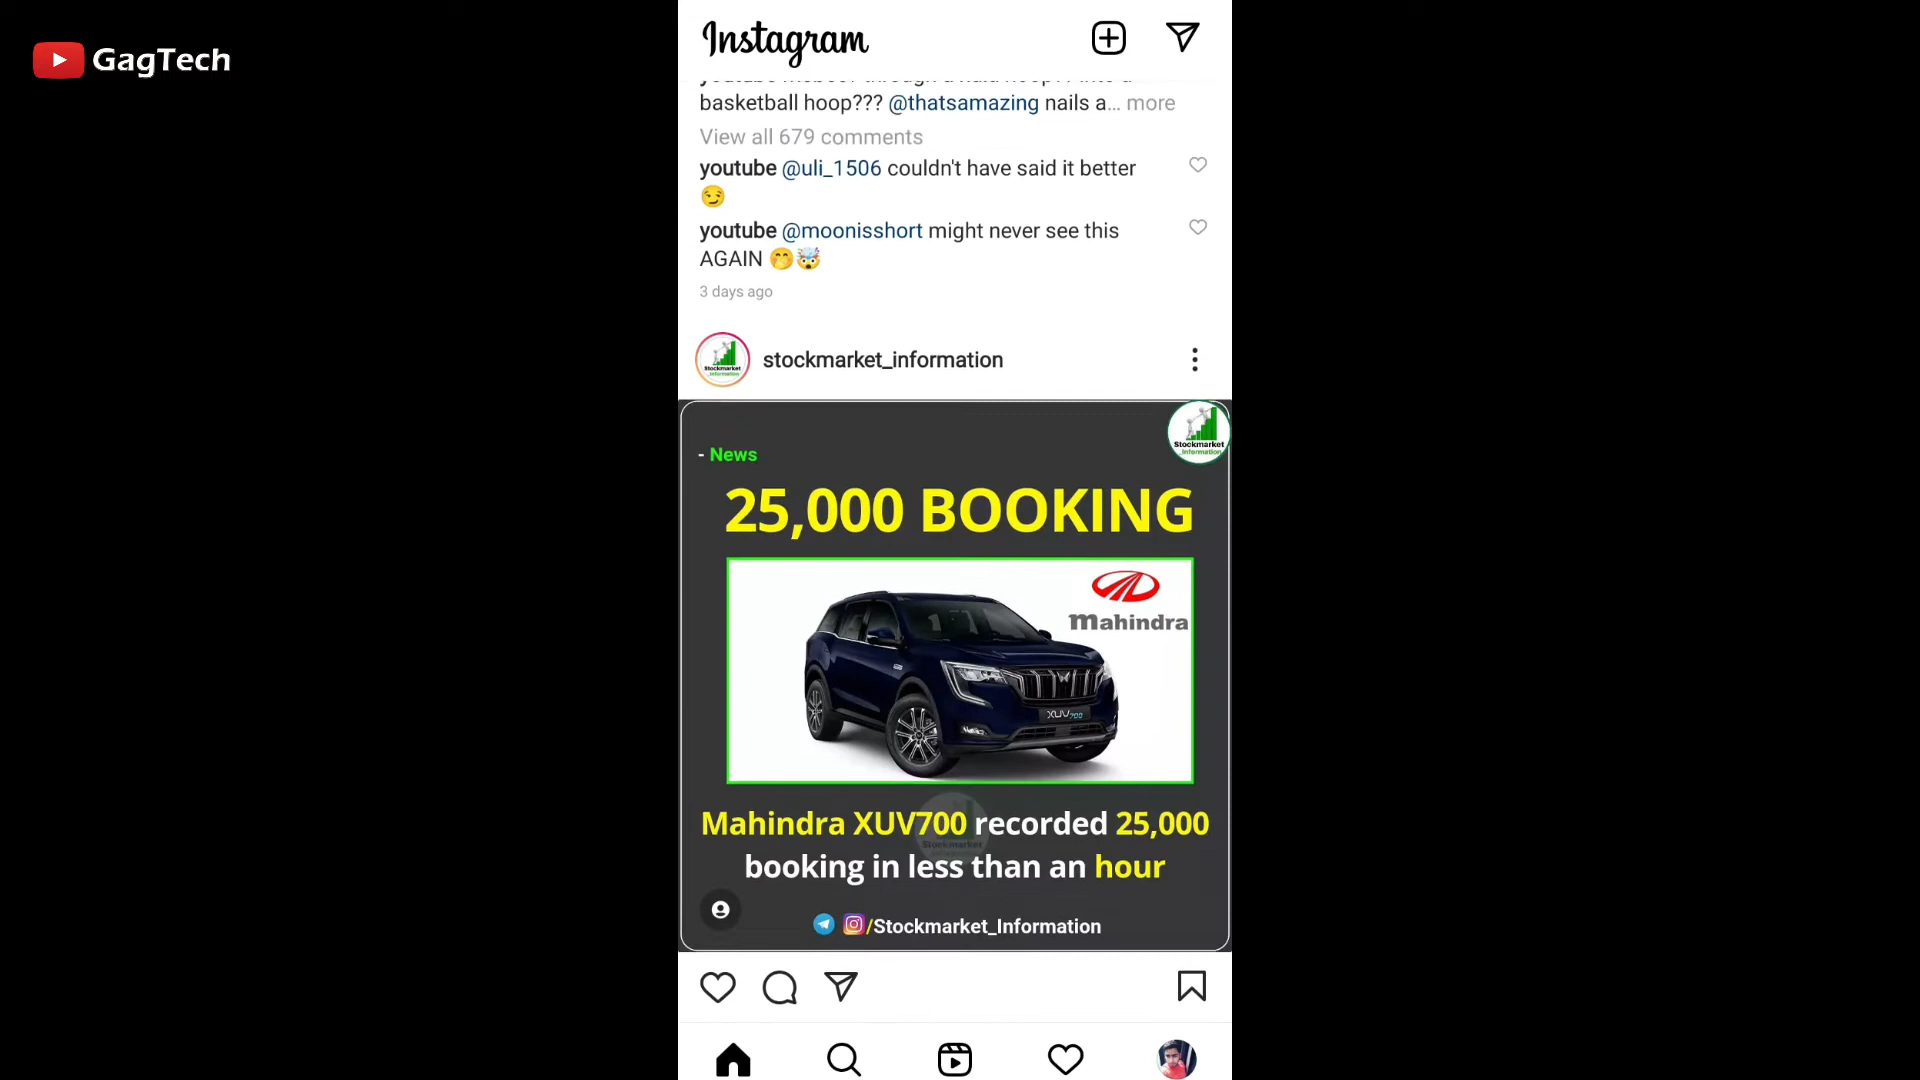 GagTech
Instagram
basketball hoop??? @thatsamazing nails a... more
View all 679 comments
youtube @uli_1506 couldn't have said it better
😏
youtube @moonisshort might never see this
AGAIN 🤭🤯
3 days ago
stockmarket_information
- News
25,000 BOOKING
mahindra
XUV700
Mahindra XUV700 recorded 25,000
booking in less than an hour
/Stockmarket_Information
Stockmarket
_Information